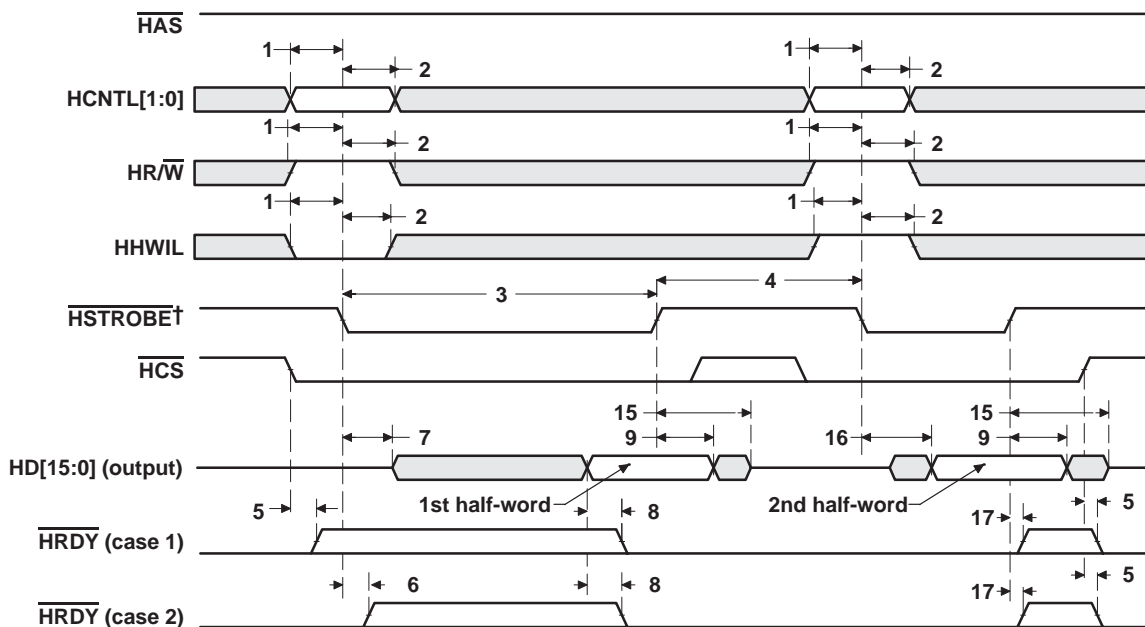 HAS
1
2
1
2
HCNTL[1:0]
1
2
1
2
HR/W
1
2
1
2
HHWIL
3
4
HSTROBE†
HCS
7
15
9
16
15
9
HD[15:0] (output)
1st half-word
2nd half-word
5
8
17
5
HRDY (case 1)
6
8
17
5
HRDY (case 2)